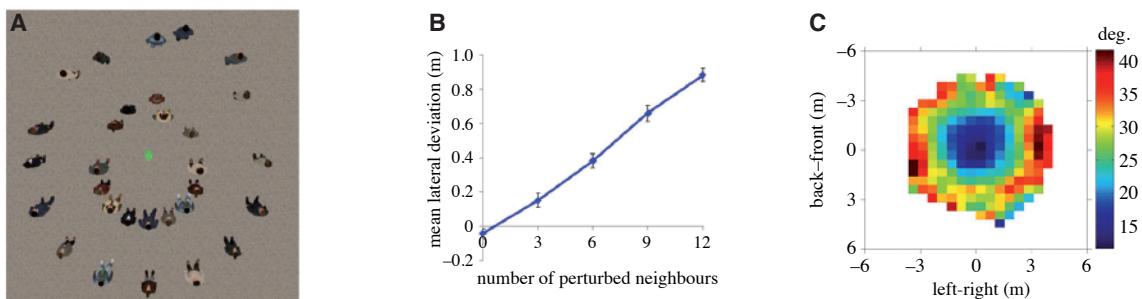 A
B
mean lateral deviation (m)
1.0
0.8
0.6
0.4
0.2
0
–0.2
0 3 6 9 12
number of perturbed neighbours
C
deg.
back–front (m)
–6
–3
0
3
6
–6 –3 0 3 6
left-right (m)
40
35
30
25
20
15